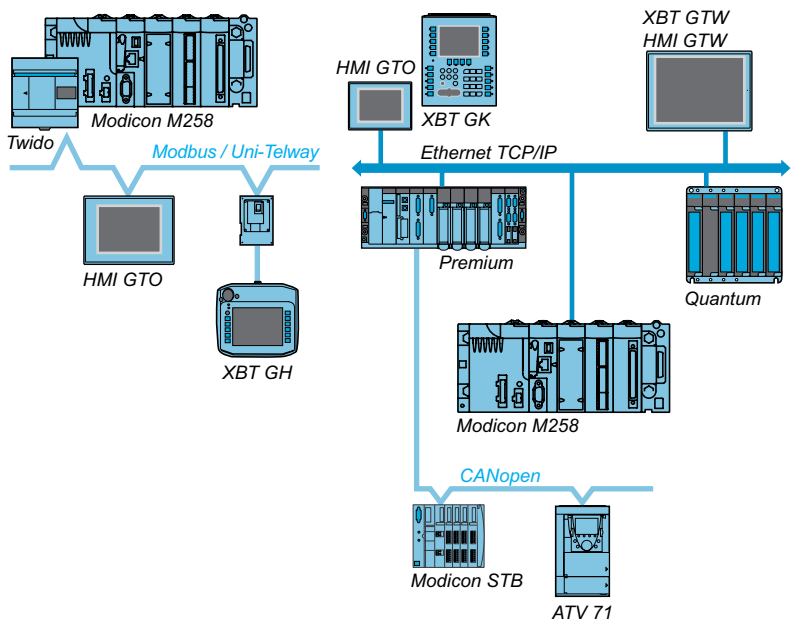 XBT GTW
HMI GTW
HMI GTO
XBT GK
Modicon M258
Twido
Modbus / Uni-Telway
Ethernet TCP/IP
HMI GTO
Premium
Quantum
XBT GH
Modicon M258
CANopen
Modicon STB
ATV 71